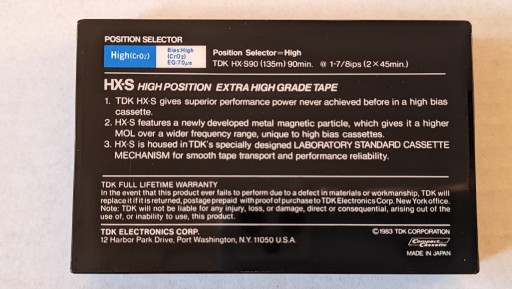 POSITION SELECTOR
High(CrO₂)
Bias:High
(CrO₂)
EQ:70µs
Position Selector=High
TDK HX-S90 (135m) 90min. @ 1-7/8ips (2×45min.)
HX-S HIGH POSITION EXTRA HIGH GRADE TAPE
1. TDK HX-S gives superior performance power never achieved before in a high bias
cassette.
2. HX-S features a newly developed metal magnetic particle, which gives it a higher
MOL over a wider frequency range, unique to high bias cassettes.
3. HX-S is housed in TDK's specially designed LABORATORY STANDARD CASSETTE
MECHANISM for smooth tape transport and performance reliability.
TDK FULL LIFETIME WARRANTY
In the event that this product ever fails to perform due to a defect in materials or workmanship, TDK will
replace it if it is returned, postage prepaid with proof of purchase to TDK Electronics Corp. New York office.
Note: TDK will not be liable for any injury, loss, or damage, direct or consequential, arising out of the
use of, or inability to use, this product.
TDK ELECTRONICS CORP.
12 Harbor Park Drive, Port Washington, N.Y. 11050 U.S.A.
©1983 TDK CORPORATION
Compact
Cassette
MADE IN JAPAN